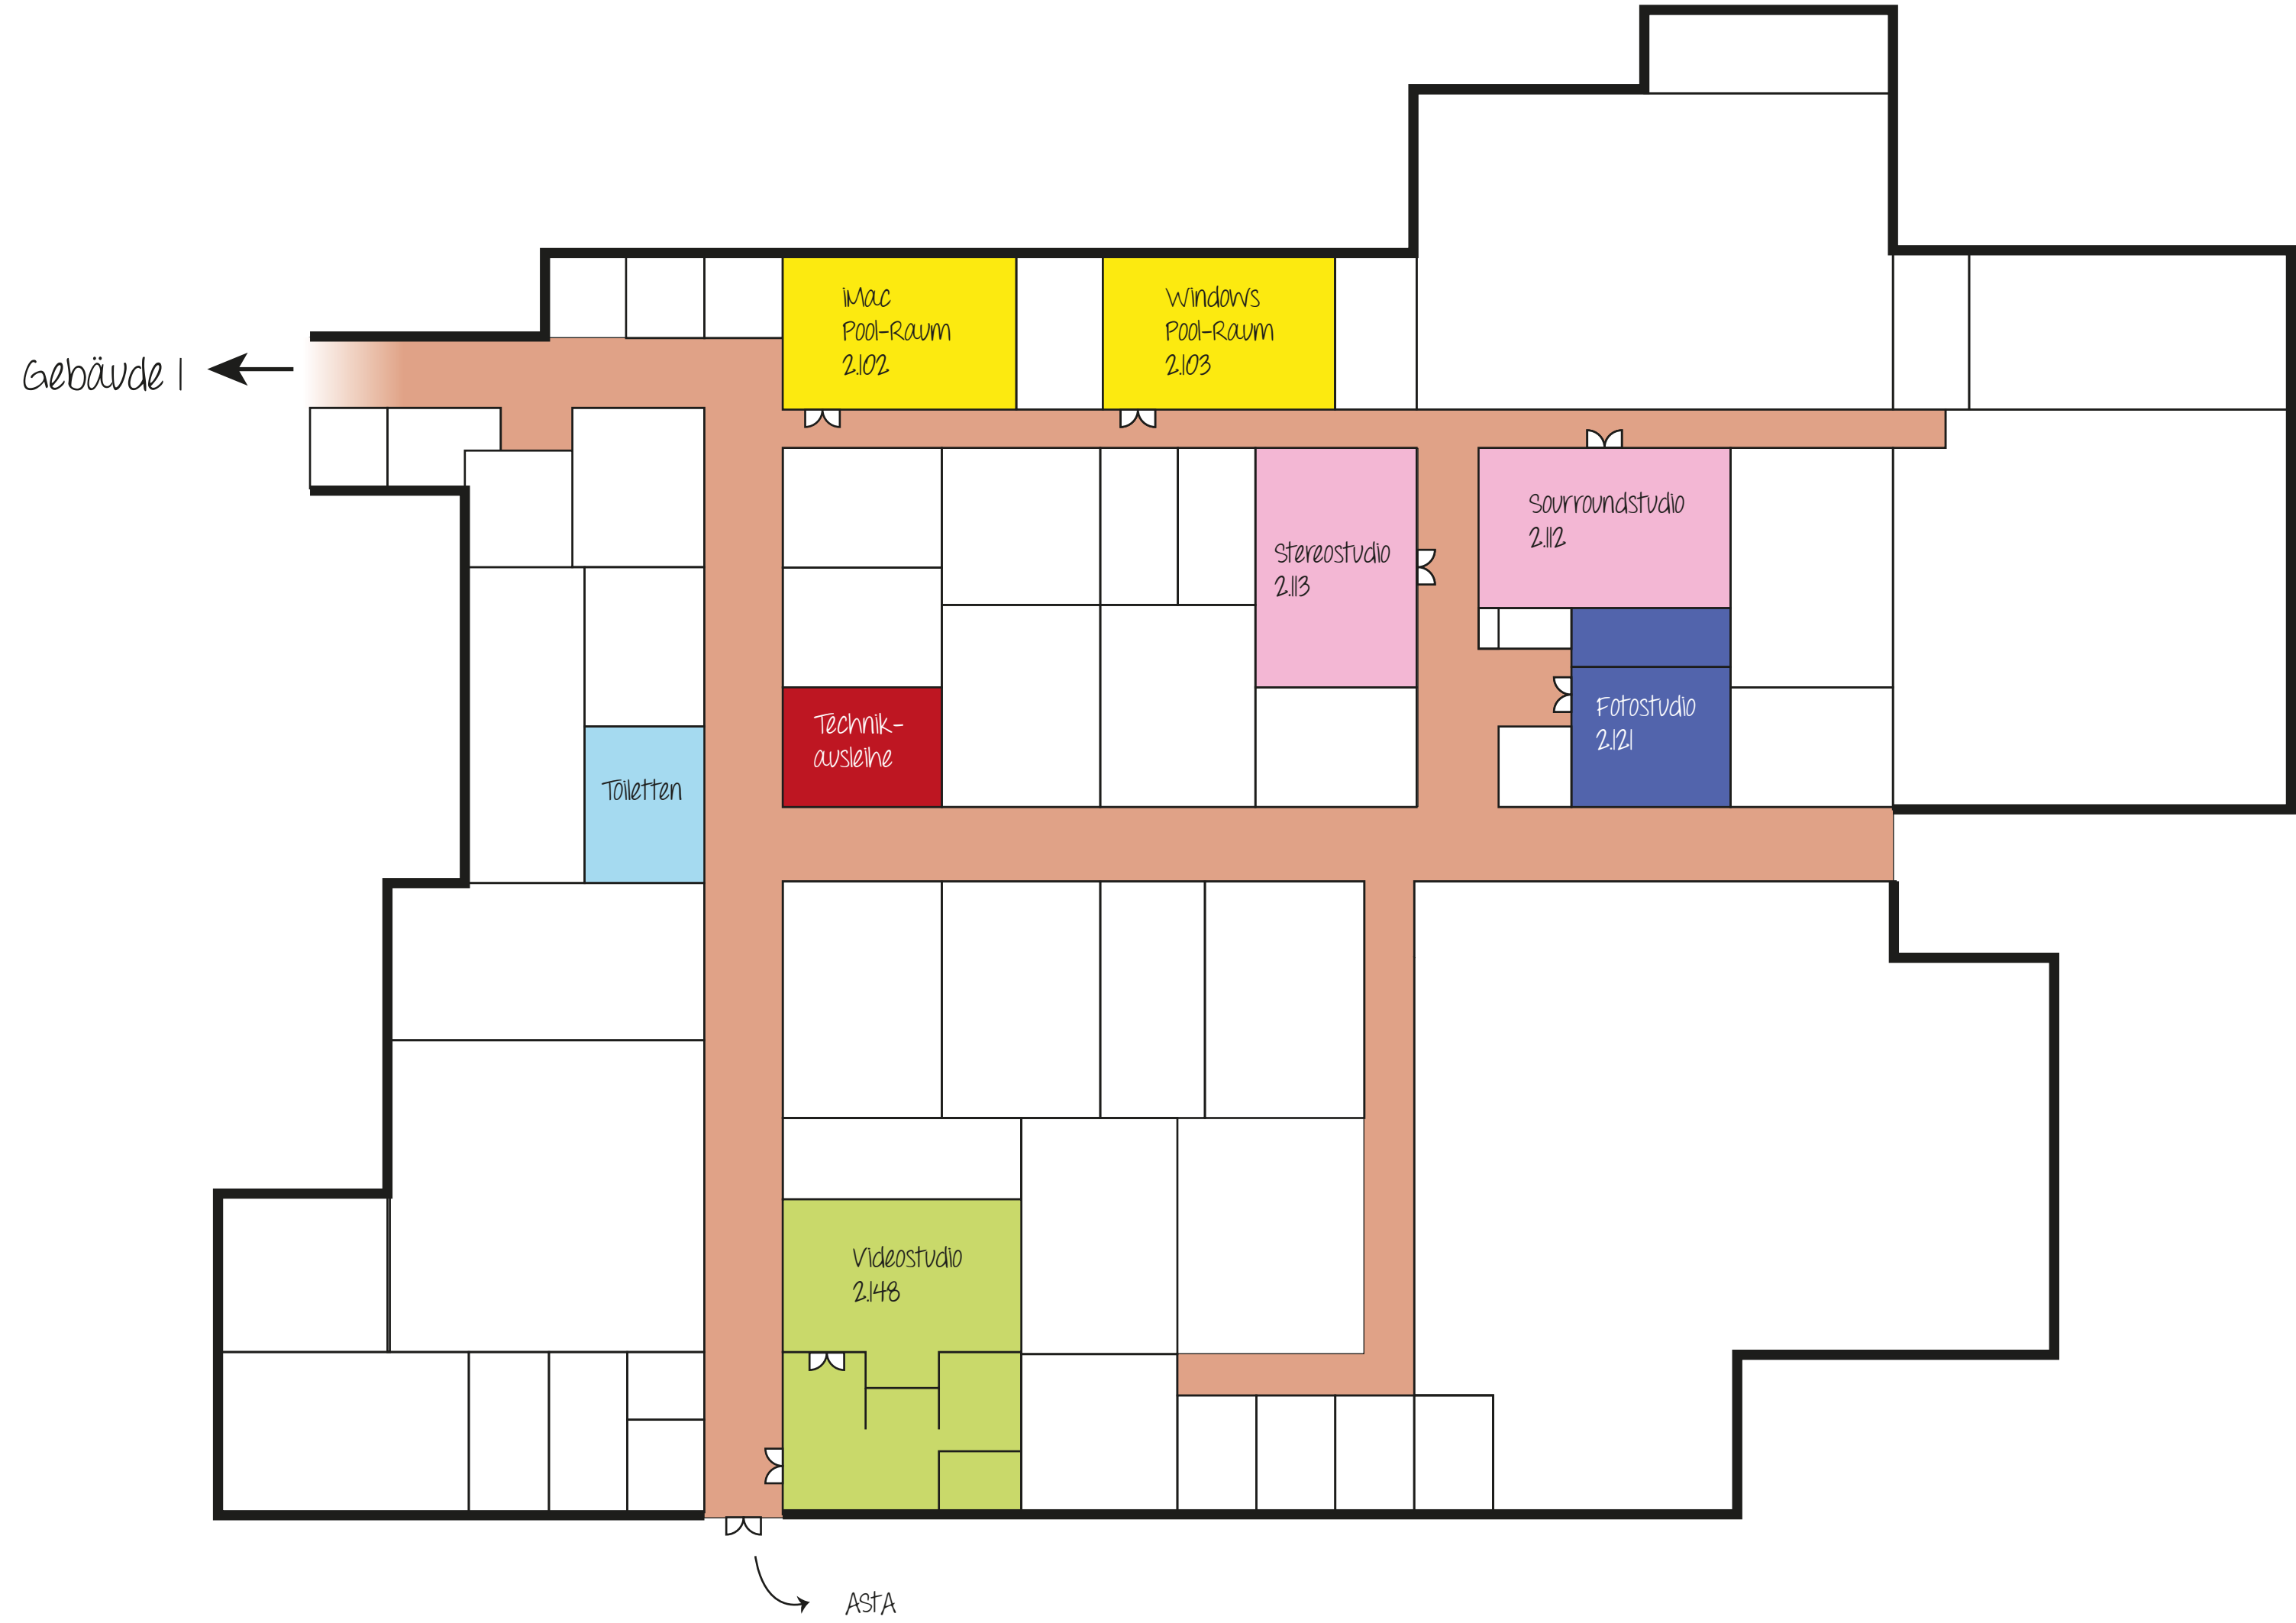 iMac
Pool-Raum
2.102
Windows
Pool-Raum
2.103
Gebäude 1
Stereostudio
2.113
Sourroundstudio
2.112
Fotostudio
2.121
Technik-
ausleihe
Toiletten
Videostudio
2.148
AStA